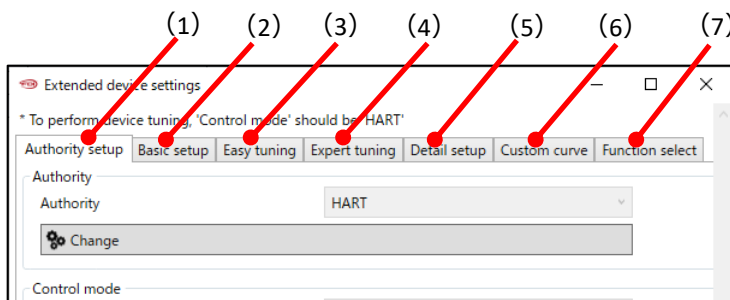 (1) (2) (3) (4) (5) (6) (7)
Extended device settings
* To perform device tuning, 'Control mode' should be 'HART'
Authority setup Basic setup Easy tuning Expert tuning Detail setup Custom curve Function select
Authority
Authority HART
Change
Control mode